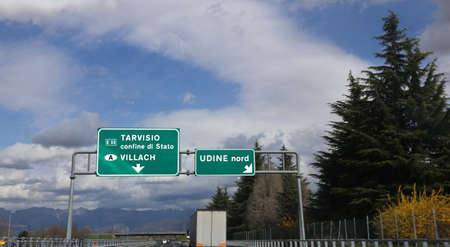 TARVISIO
confine di Stato
A VILLACH
UDINE nord